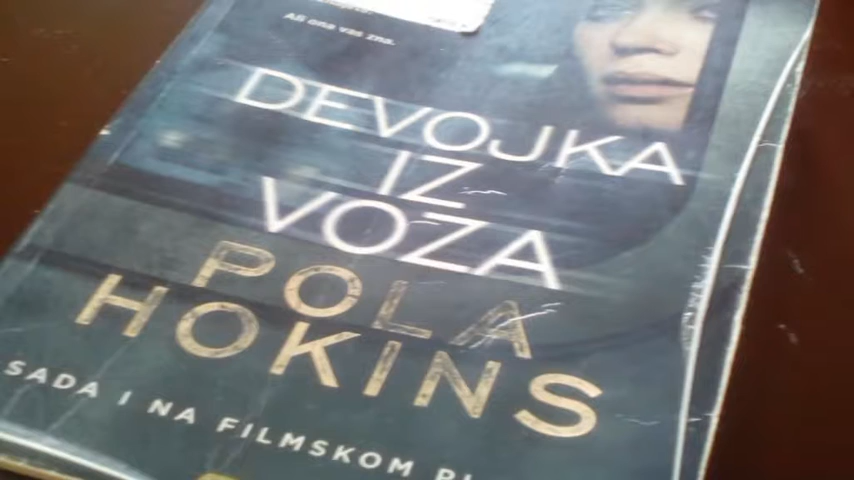 Ali ona vas zna.
DEVOJKA
IZ
VOZA
POLA
HOKINS
SADA I NA FILMSKOM